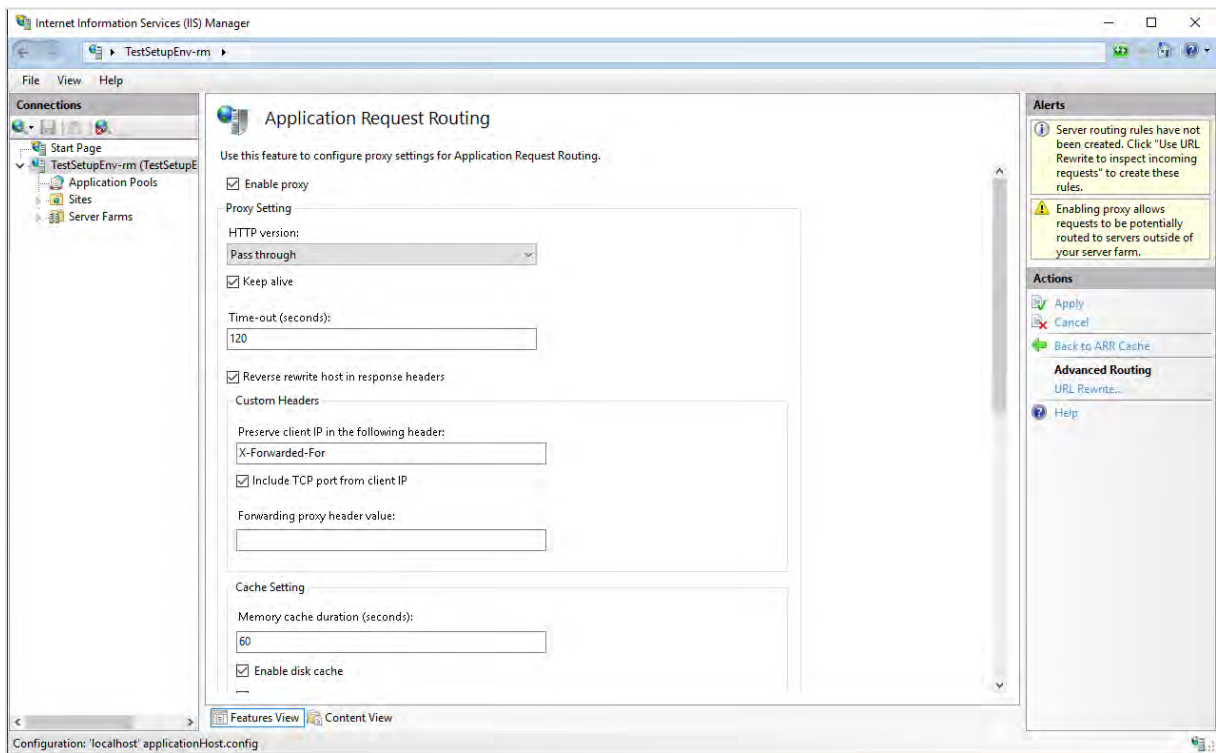 Internet Information Services (IIS) Manager
TestSetupEnv-rm
File View Help
Connections
Start Page
TestSetupEnv-rm (TestSetupE
Application Pools
Sites
Server Farms
Application Request Routing
Use this feature to configure proxy settings for Application Request Routing.
Enable proxy
Proxy Setting
HTTP version:
Pass through
Keep alive
Time-out (seconds):
120
Reverse rewrite host in response headers
Custom Headers
Preserve client IP in the following header:
X-Forwarded-For
Include TCP port from client IP
Forwarding proxy header value:
Cache Setting
Memory cache duration (seconds):
60
Enable disk cache
Features View Content View
Alerts
Server routing rules have not
been created. Click "Use URL
Rewrite to inspect incoming
requests" to create these
rules.
Enabling proxy allows
requests to be potentially
routed to servers outside of
your server farm.
Actions
Apply
Cancel
Back to ARR Cache
Advanced Routing
URL Rewrite...
Help
Configuration: 'localhost' applicationHost.config